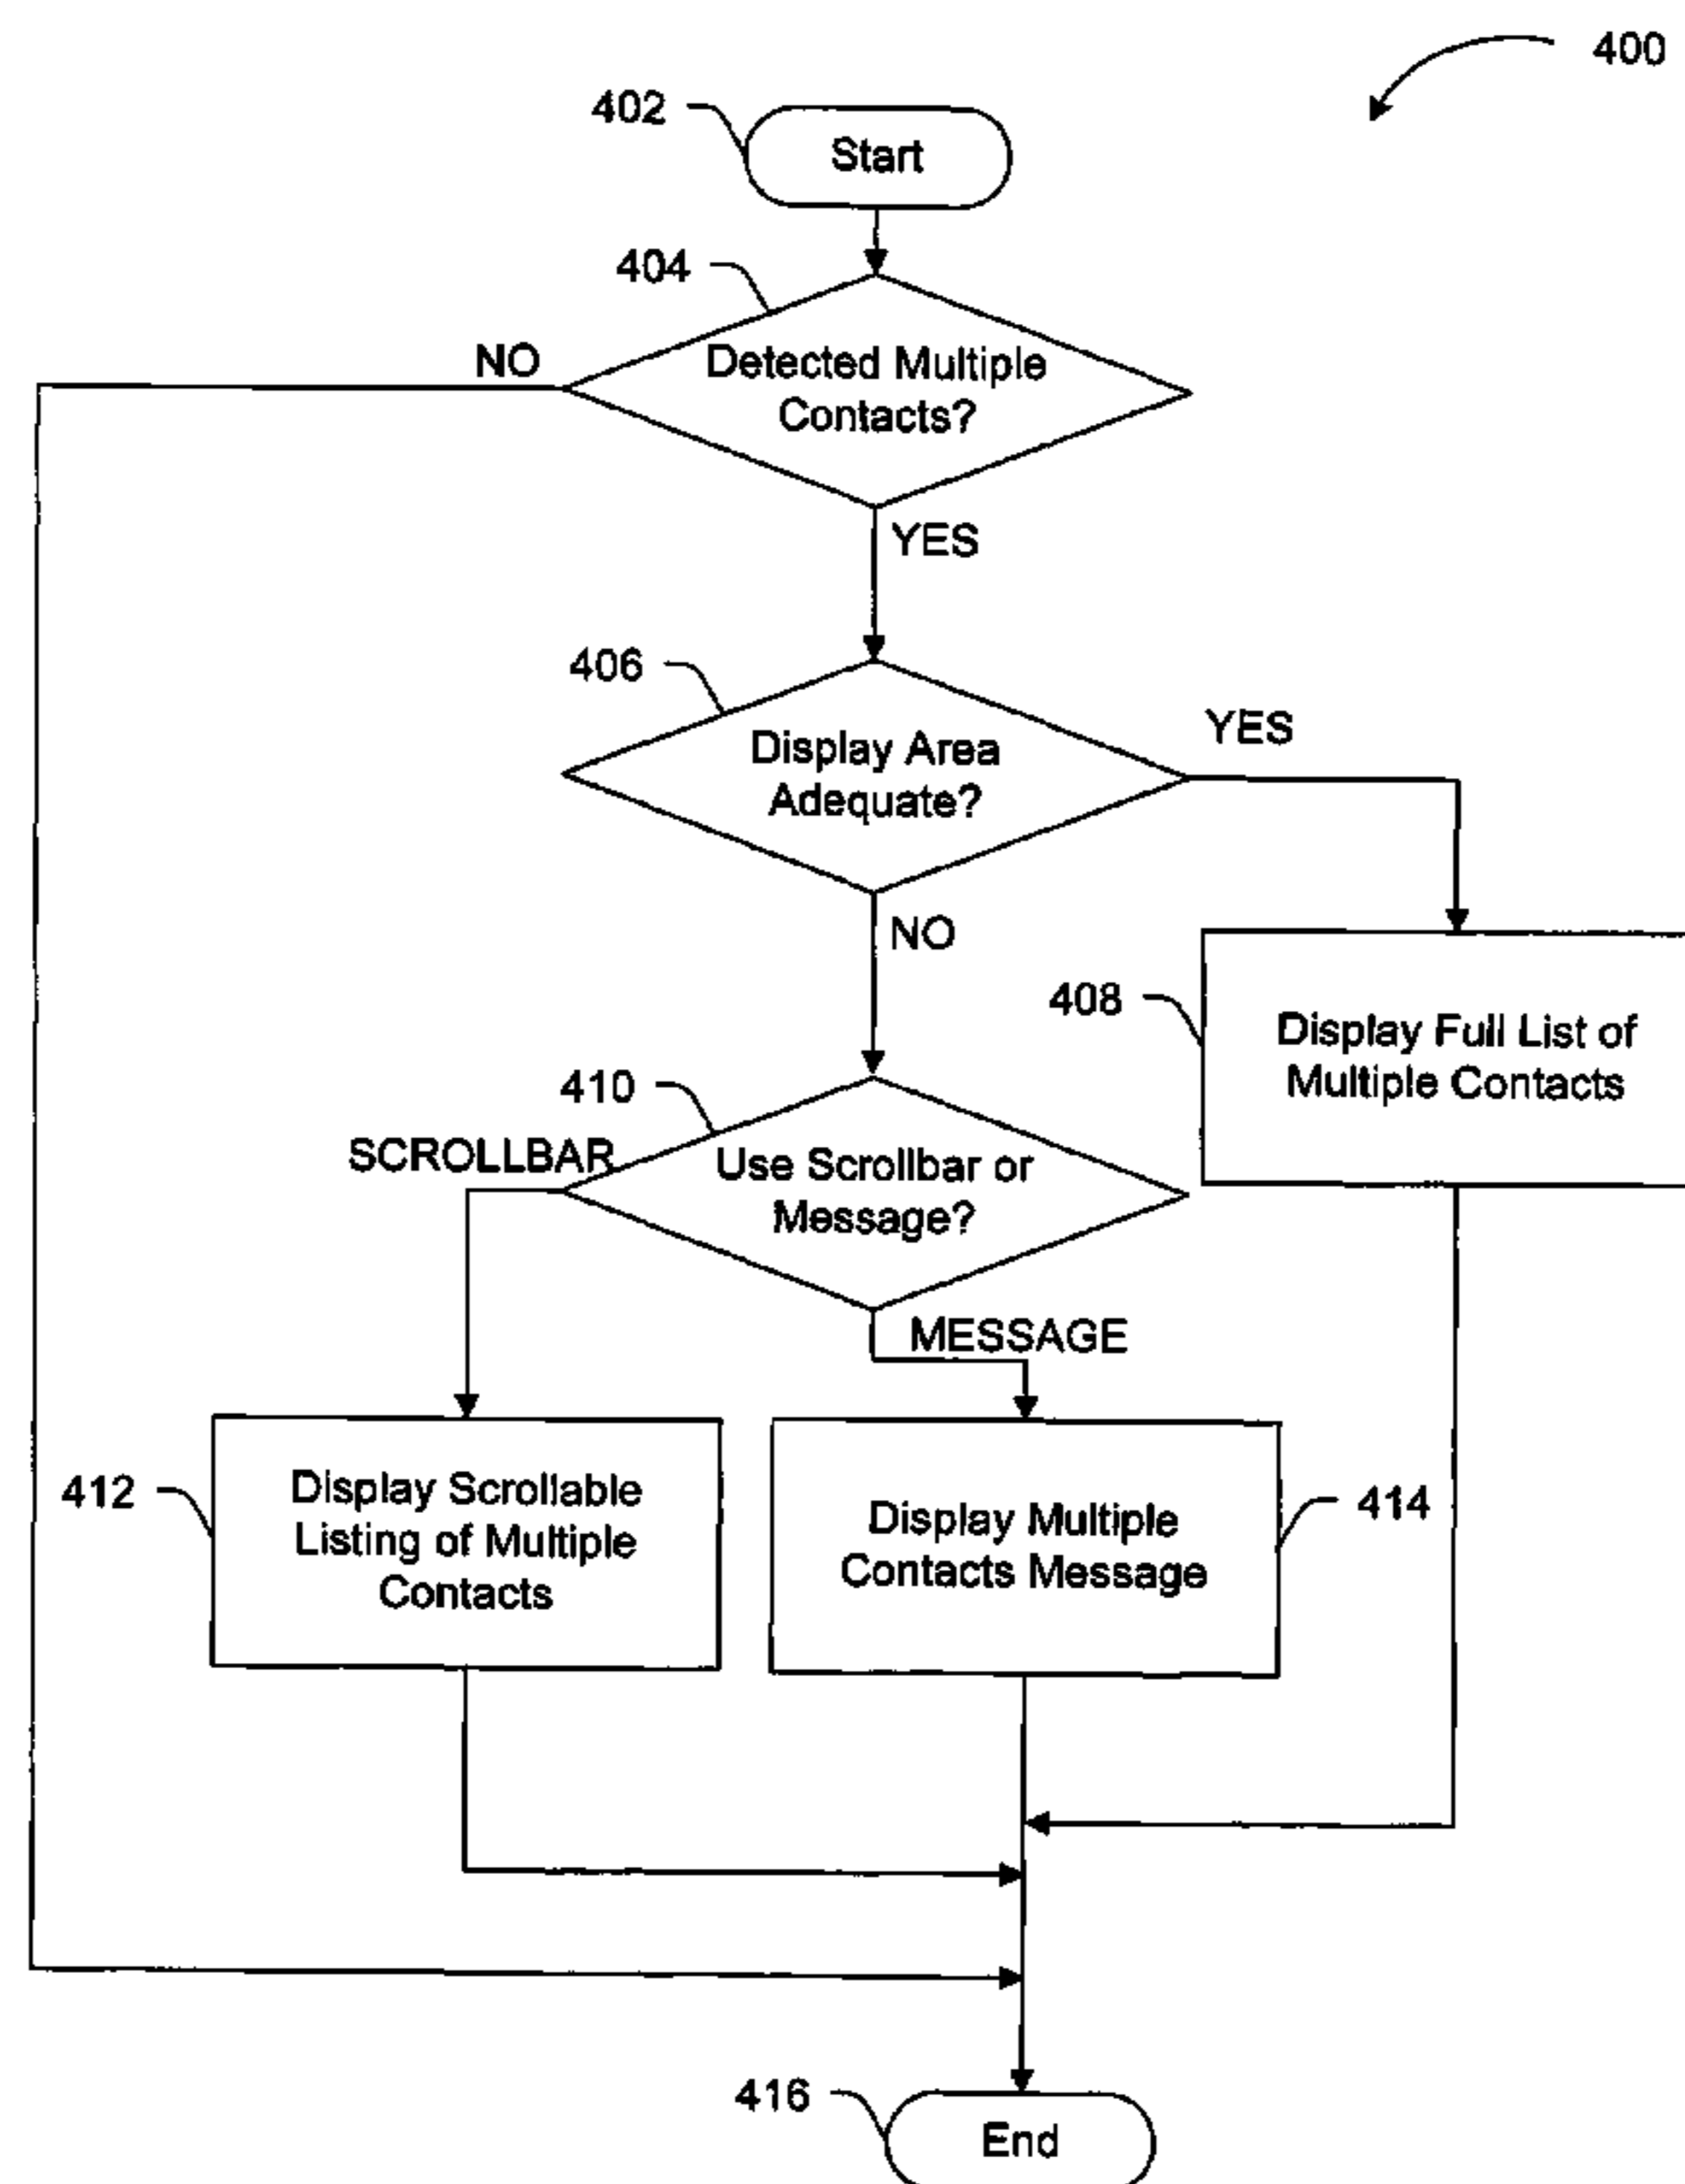 400
402
Start
404
NO
Detected Multiple
Contacts?
YES
406
Display Area
Adequate?
YES
NO
408
Display Full List of
Multiple Contacts
410
SCROLLBAR
Use Scrollbar or
Message?
MESSAGE
412
Display Scrollable
Listing of Multiple
Contacts
Display Multiple
Contacts Message
414
416
End